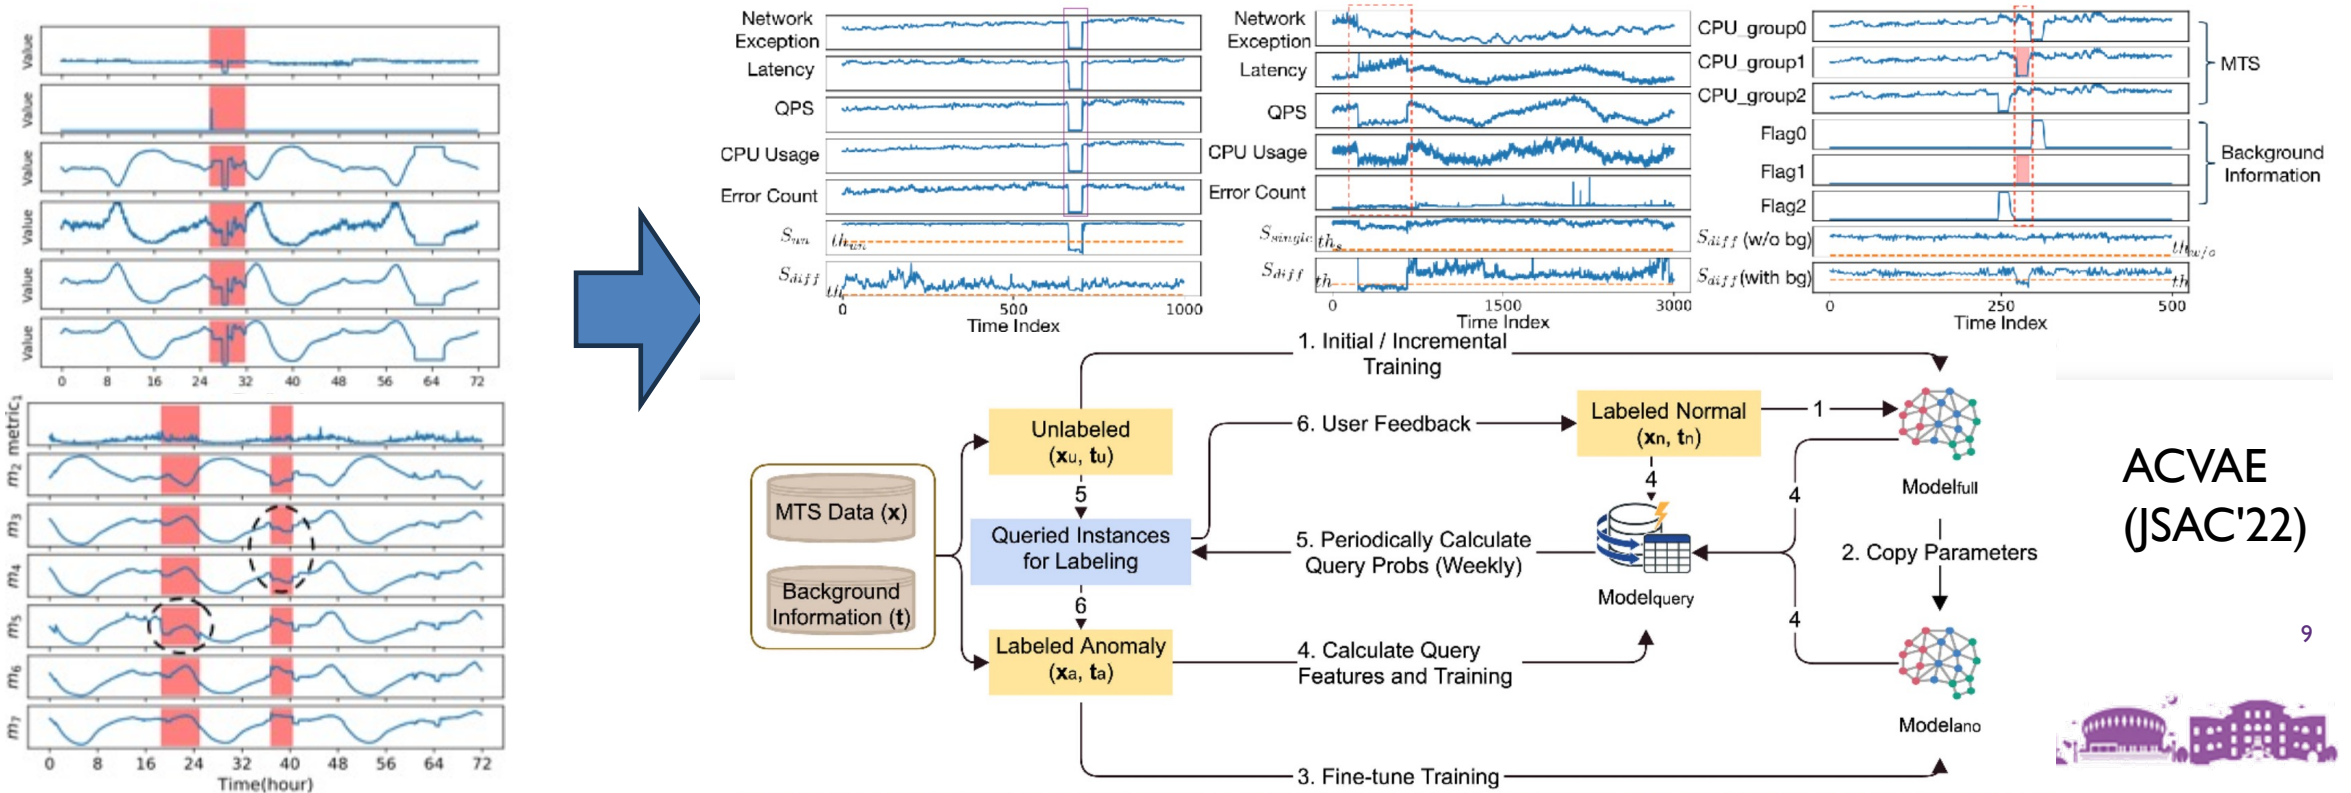 Value
Value
Value
Value
Value
Value
0 8 16 24 32 40 48 56 64 72
metric1
m2
m3
m4
m5
m6
m7
0 8 16 24 32 40 48 56 64 72
Time(hour)
Network
Exception
Latency
QPS
CPU Usage
Error Count
Sun thun
Sdiff th
0 500 1000
Time Index
Network
Exception
Latency
QPS
CPU Usage
Error Count
Ssingle ths
Sdiff th
0 1500 3000
Time Index
CPU_group0
CPU_group1
CPU_group2
Flag0
Flag1
Flag2
Sdiff (w/o bg) thw/o
Sdiff(with bg) th
0 250 500
Time Index
MTS
Background
Information
1. Initial / Incremental
Training
Unlabeled
(xu, tu)
6. User Feedback
Labeled Normal
(xn, tn)
1
Modelfull
MTS Data (x)
Background
Information (t)
5
Queried Instances
for Labeling
5. Periodically Calculate
Query Probs (Weekly)
4
Modelquery
4
2. Copy Parameters
4
6
Labeled Anomaly
(xa, ta)
4. Calculate Query
Features and Training
Modelano
3. Fine-tune Training
ACVAE
(JSAC'22)
9